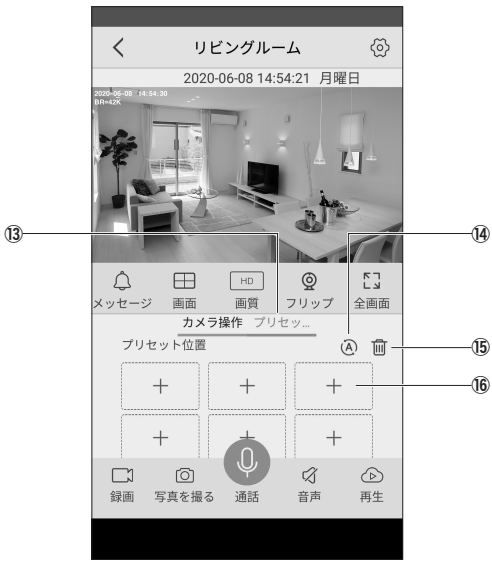 リビングルーム
2020-06-08 14:54:21 月曜日
2020-06-08 14:54:30
BR=42K
⑬
⑭
メッセージ 画面 HD 画質 フリップ 全画面
カメラ操作 プリセッ...
プリセット位置 A
⑮
⑯
録画 写真を撮る 通話 音声 再生